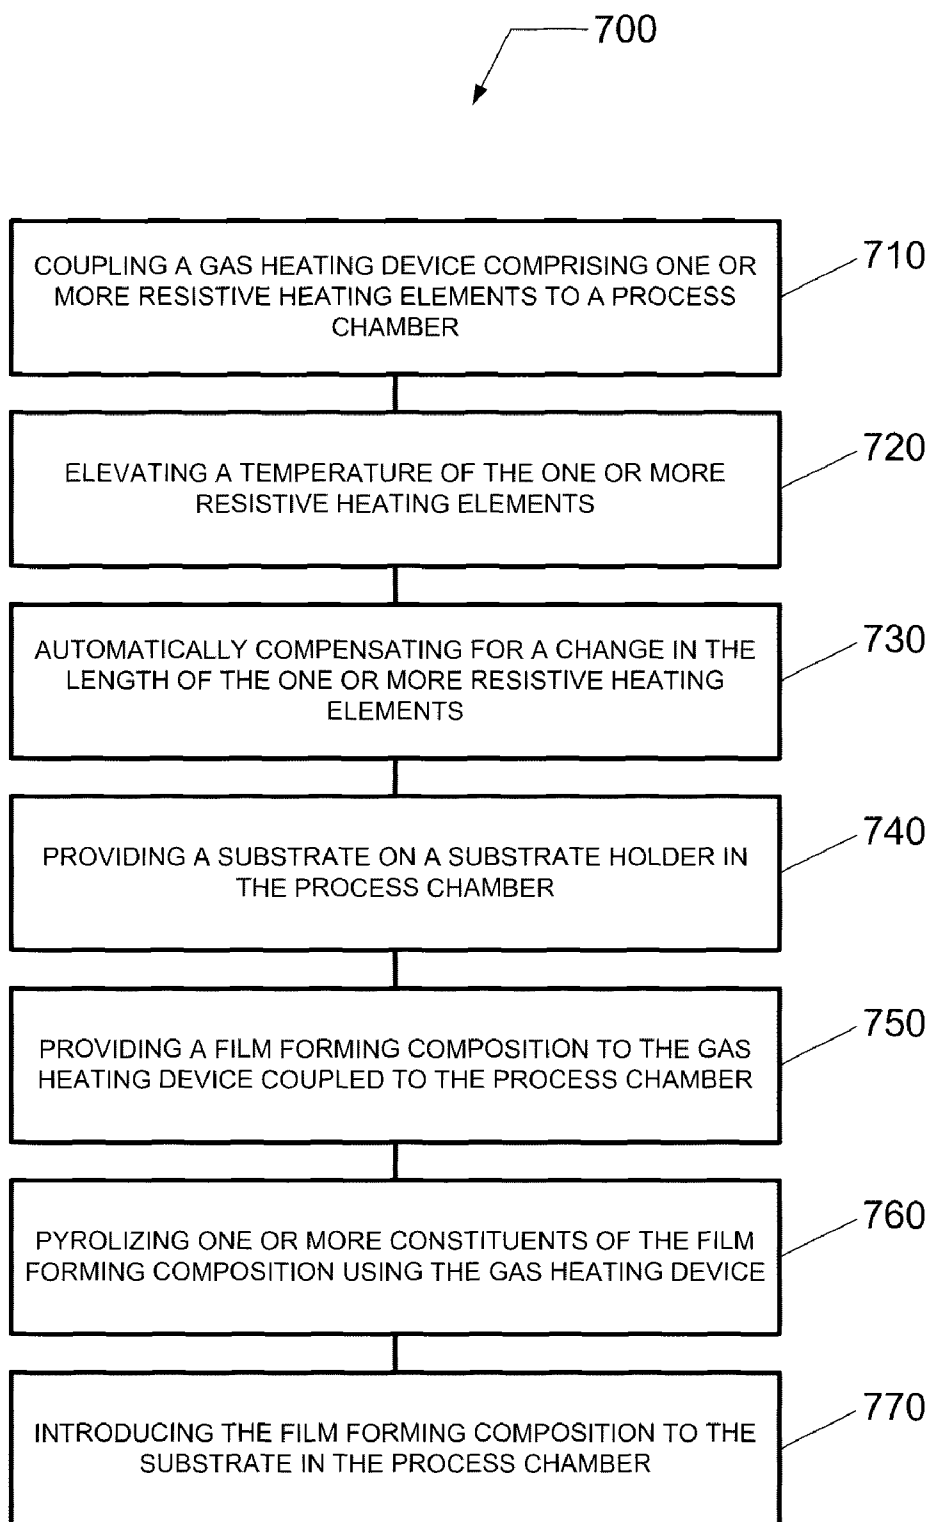 700
COUPLING A GAS HEATING DEVICE COMPRISING ONE OR
MORE RESISTIVE HEATING ELEMENTS TO A PROCESS
CHAMBER
710
ELEVATING A TEMPERATURE OF THE ONE OR MORE
RESISTIVE HEATING ELEMENTS
720
AUTOMATICALLY COMPENSATING FOR A CHANGE IN THE
LENGTH OF THE ONE OR MORE RESISTIVE HEATING
ELEMENTS
730
PROVIDING A SUBSTRATE ON A SUBSTRATE HOLDER IN
THE PROCESS CHAMBER
740
PROVIDING A FILM FORMING COMPOSITION TO THE GAS
HEATING DEVICE COUPLED TO THE PROCESS CHAMBER
750
PYROLIZING ONE OR MORE CONSTITUENTS OF THE FILM
FORMING COMPOSITION USING THE GAS HEATING DEVICE
760
INTRODUCING THE FILM FORMING COMPOSITION TO THE
SUBSTRATE IN THE PROCESS CHAMBER
770